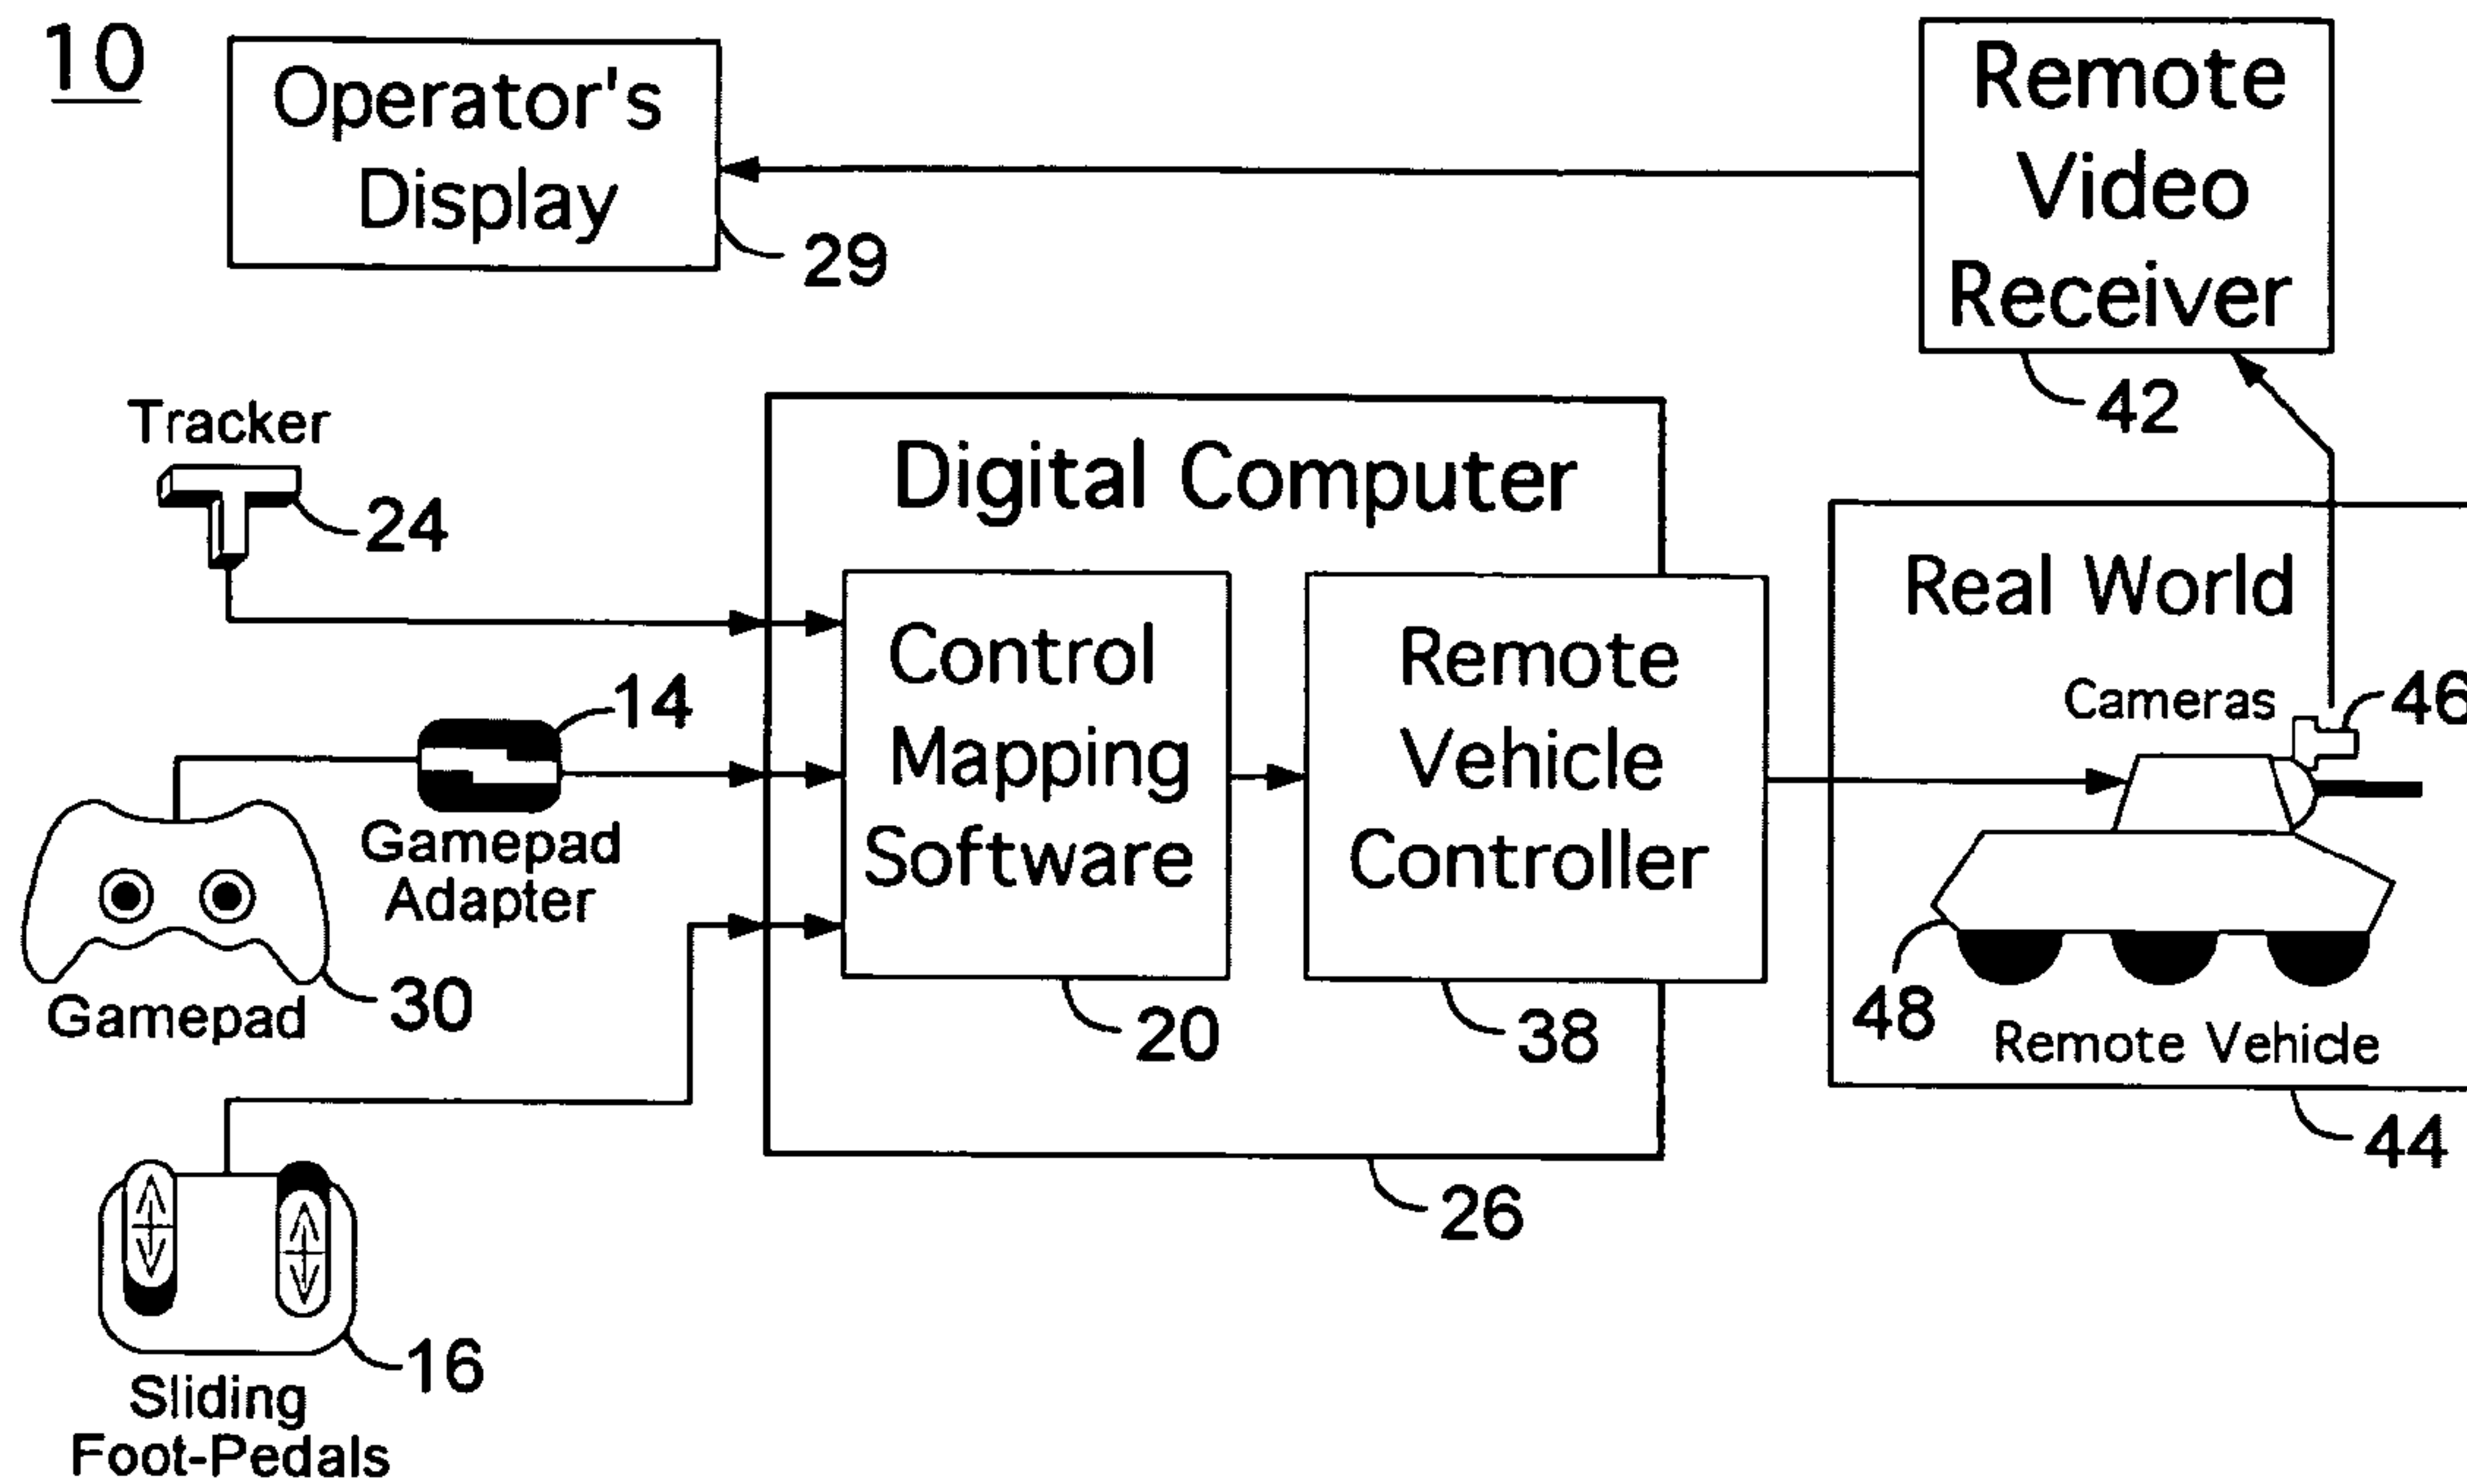 10
Operator's
Display
29
Remote
Video
Receiver
42
Tracker
24
Digital Computer
Control
Mapping
Software
20
Remote
Vehicle
Controller
38
26
14
Gamepad
Adapter
30
Gamepad
16
Sliding
Foot-Pedals
Real World
Cameras
46
48
Remote Vehicle
44